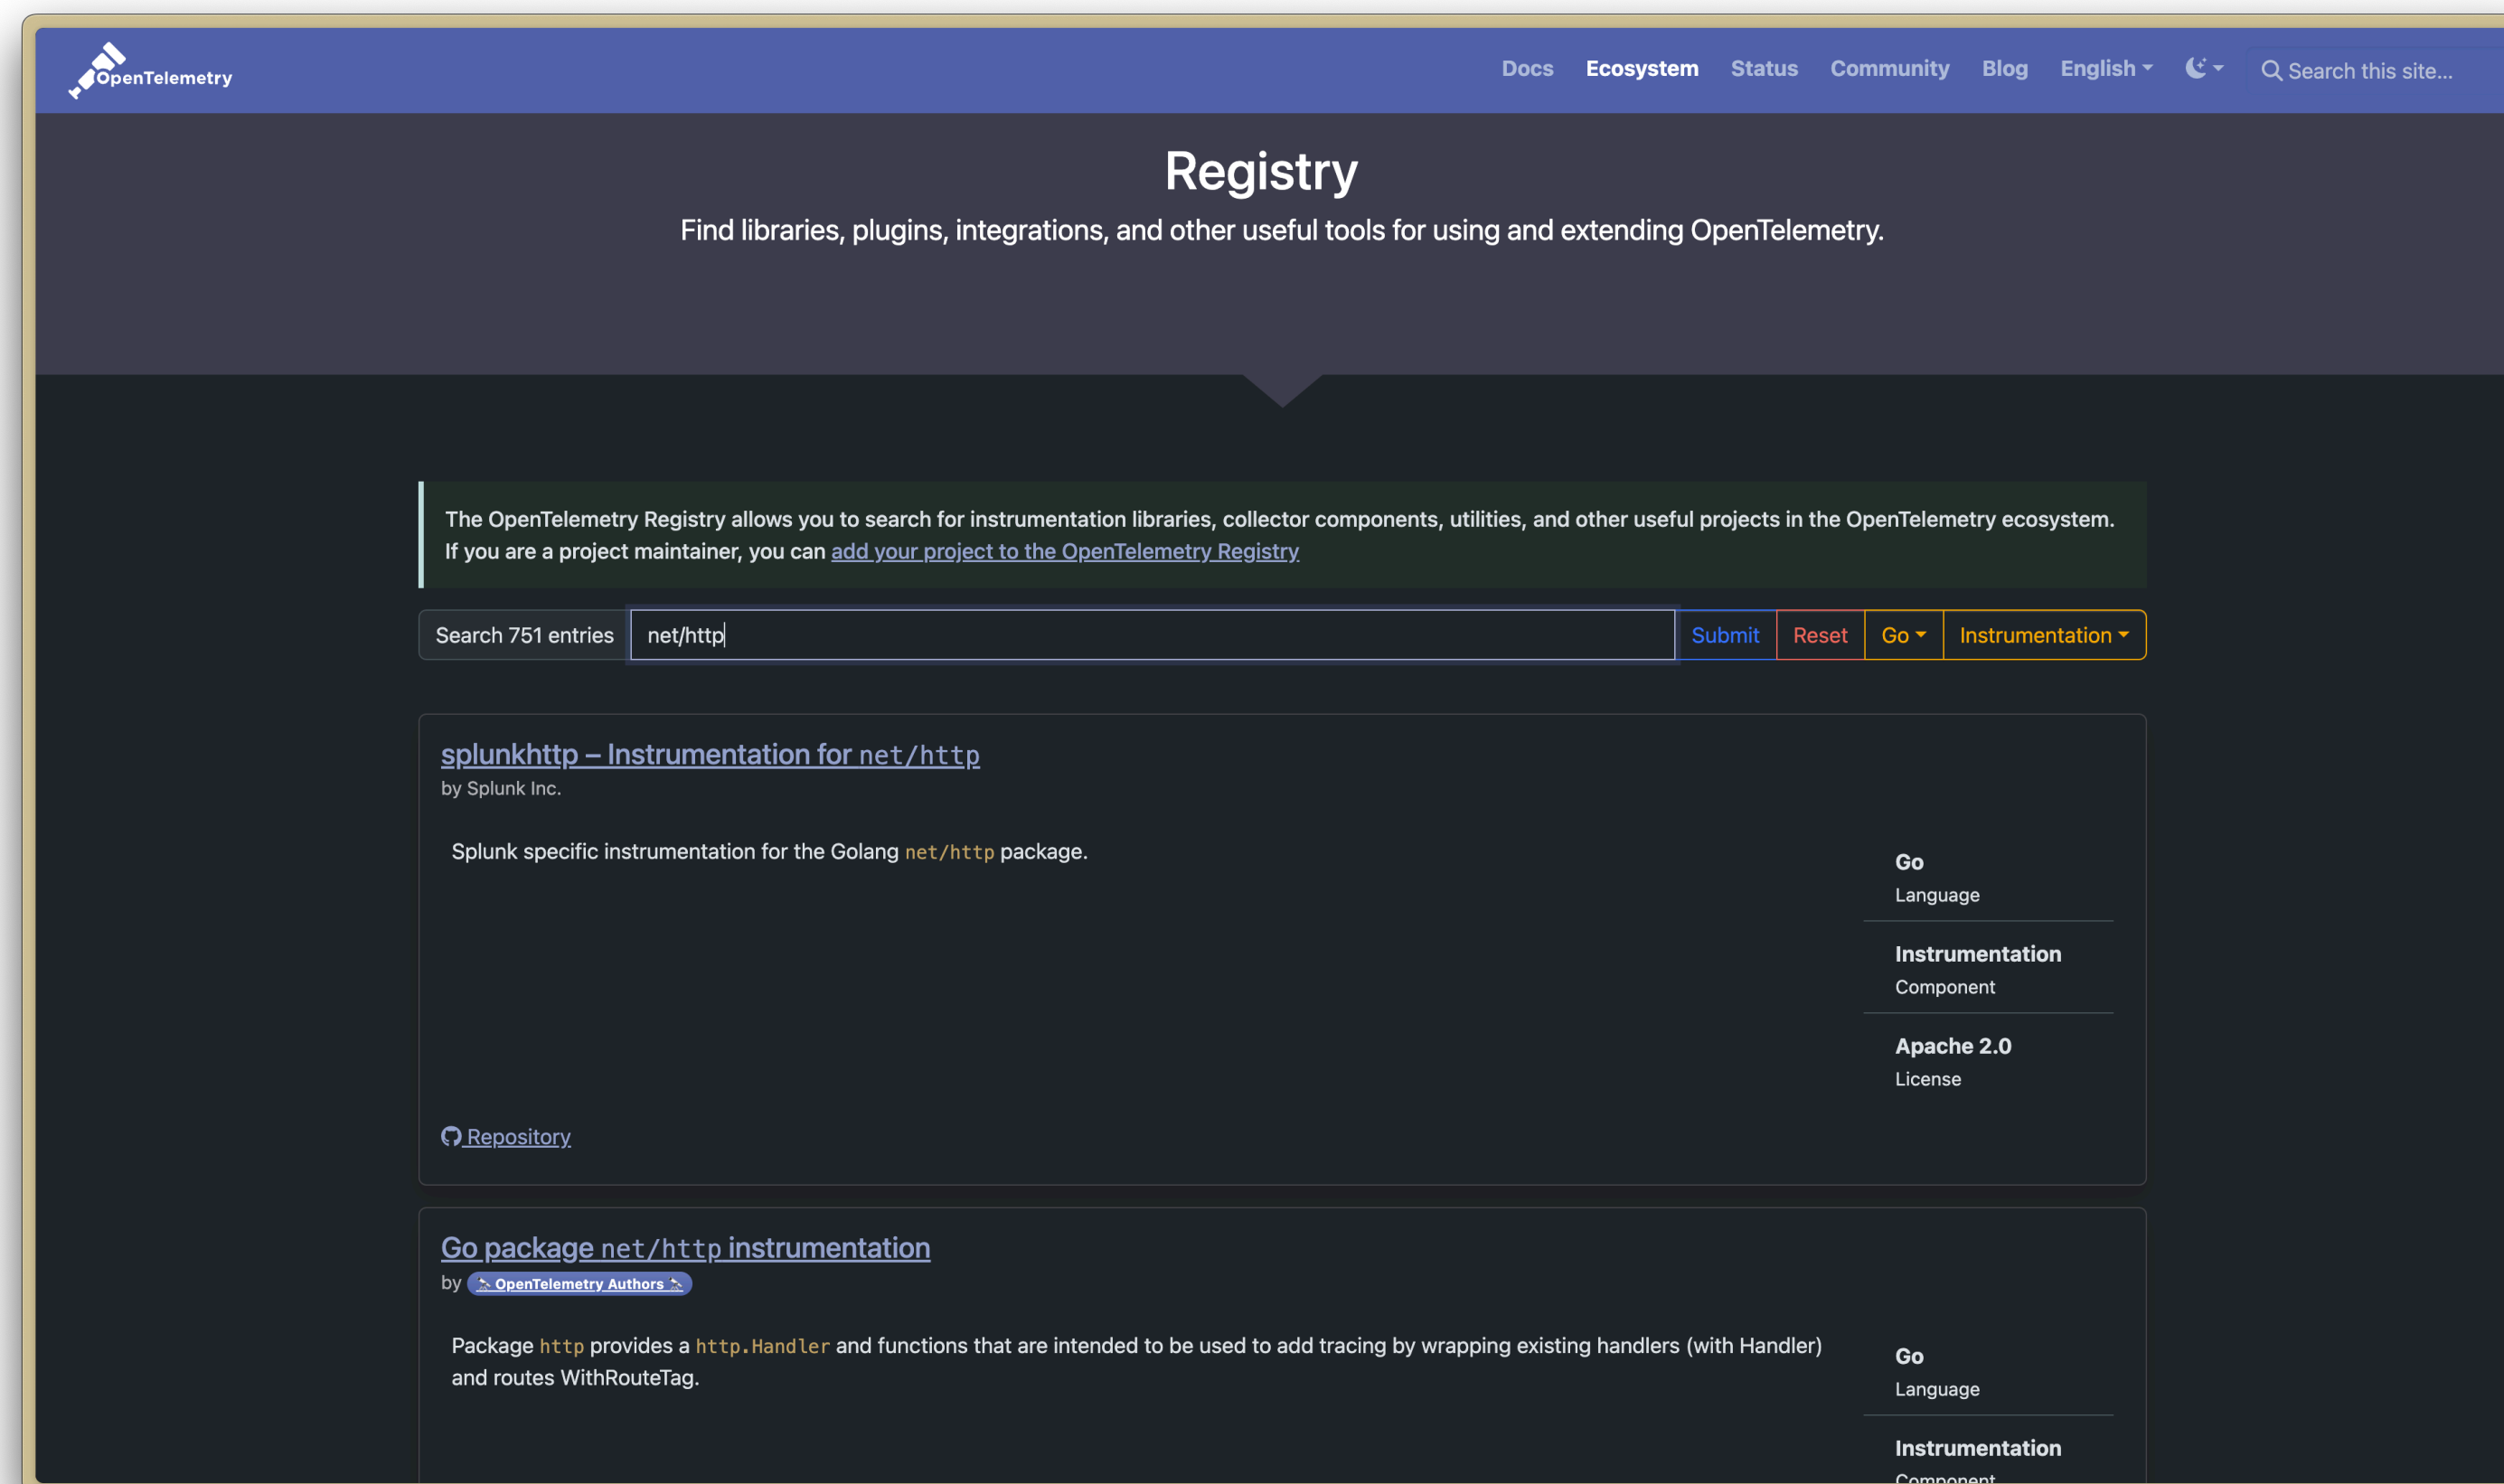 OpenTelemetry
Docs Ecosystem Status Community Blog English Search this site...
Registry
Find libraries, plugins, integrations, and other useful tools for using and extending OpenTelemetry.
The OpenTelemetry Registry allows you to search for instrumentation libraries, collector components, utilities, and other useful projects in the OpenTelemetry ecosystem.
If you are a project maintainer, you can add your project to the OpenTelemetry Registry
Search 751 entries net/http Submit Reset Go Instrumentation
splunkhttp – Instrumentation for net/http
by Splunk Inc.
Splunk specific instrumentation for the Golang net/http package.
Go
Language
Instrumentation
Component
Apache 2.0
License
Repository
Go package net/http instrumentation
by OpenTelemetry Authors
Package http provides a http.Handler and functions that are intended to be used to add tracing by wrapping existing handlers (with Handler)
and routes WithRouteTag.
Go
Language
Instrumentation
Component